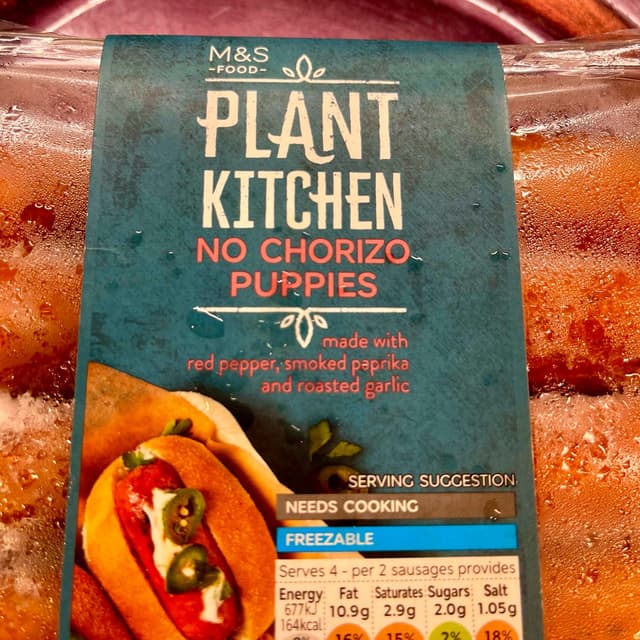 M&S
-FOOD-
PLANT
KITCHEN
NO CHORIZO
PUPPIES
made with
red pepper, smoked paprika
and roasted garlic
SERVING SUGGESTION
NEEDS COOKING
FREEZABLE
Serves 4 - per 2 sausages provides
Energy Fat Saturates Sugars Salt
677kJ 10.9g 2.9g 2.0g 1.05g
164kcal
16% 15% 2% 18%